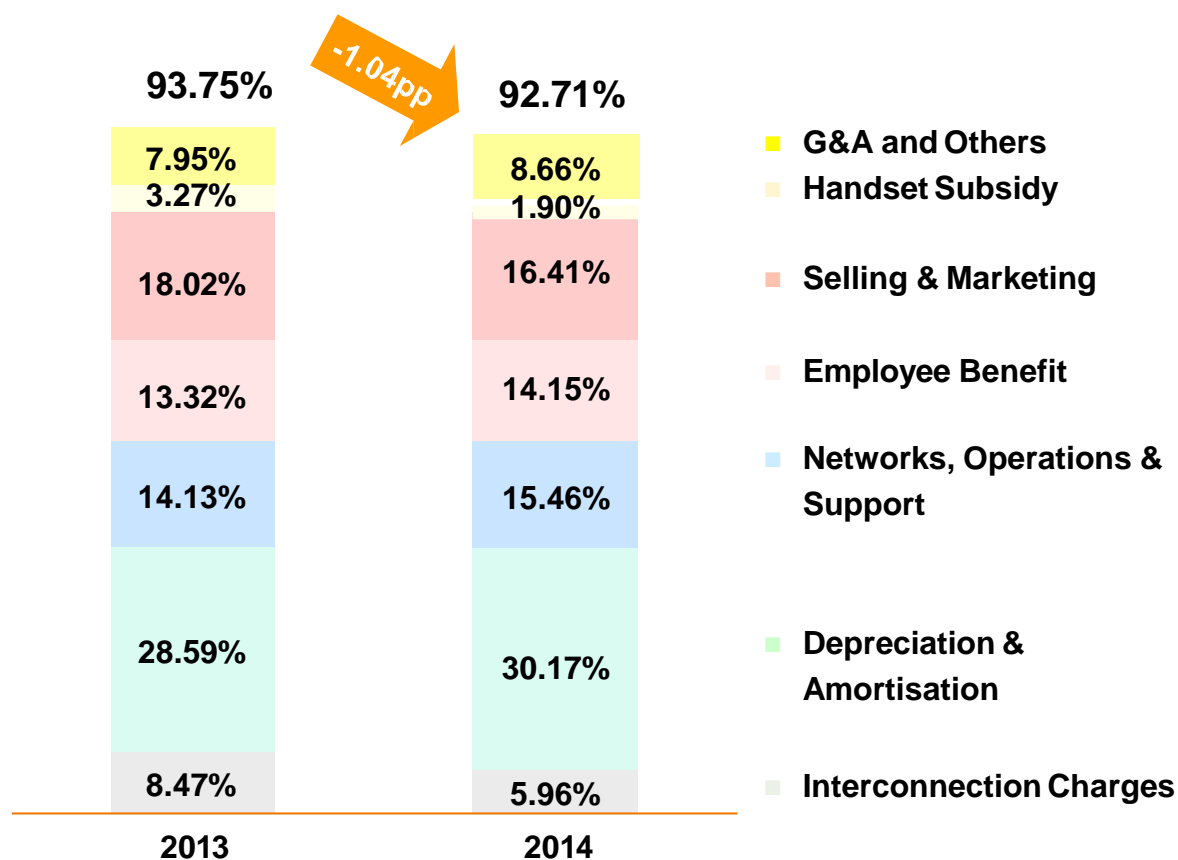 -1.04pp
93.75%
92.71%
7.95%
3.27%
18.02%
13.32%
14.13%
28.59%
8.47%
8.66%
1.90%
16.41%
14.15%
15.46%
30.17%
5.96%
G&A and Others
Handset Subsidy
Selling & Marketing
Employee Benefit
Networks, Operations &
Support
Depreciation &
Amortisation
Interconnection Charges
2013
2014